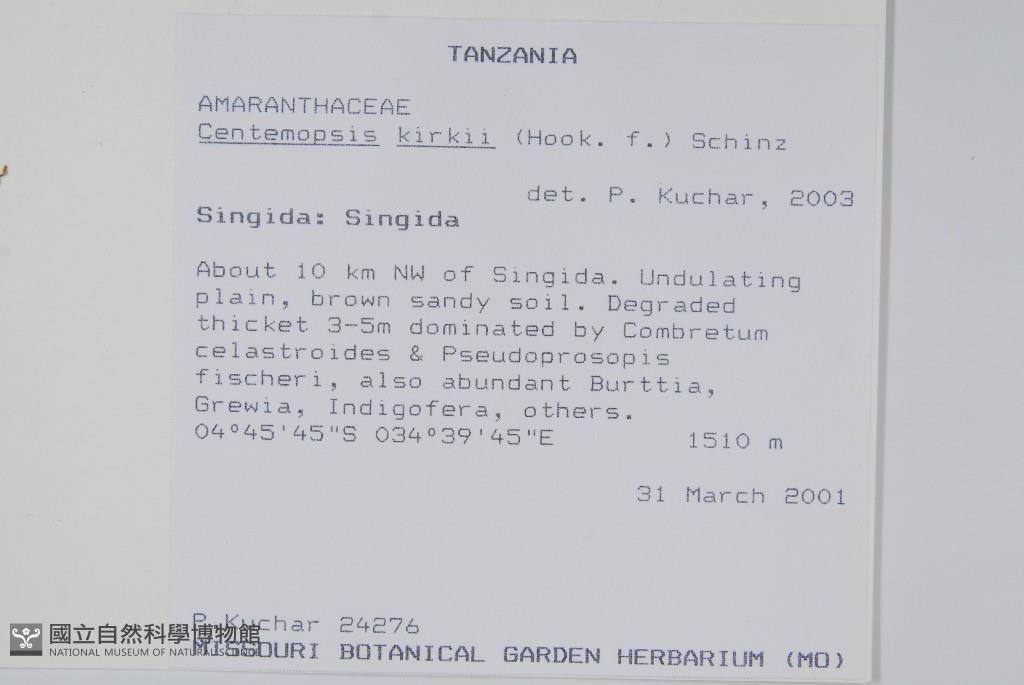 TANZANIA
AMARANTHACEAE
Centemopsis kirkii (Hook. f.) Schinz
det. P. Kuchar, 2003
Singida: Singida
About 10 km NW of Singida. Undulating
plain, brown sandy soil. Degraded
thicket 3-5m dominated by Combretum
celastroides & Pseudoprosopis
fischeri, also abundant Burttia,
Grewia, Indigofera, others.
04°45'45"S 034°39'45"E 1510 m
31 March 2001
P. Kuchar 24276
MISSOURI BOTANICAL GARDEN HERBARIUM (MO)
國立自然科學博物館
NATIONAL MUSEUM OF NATURAL SCIENCE